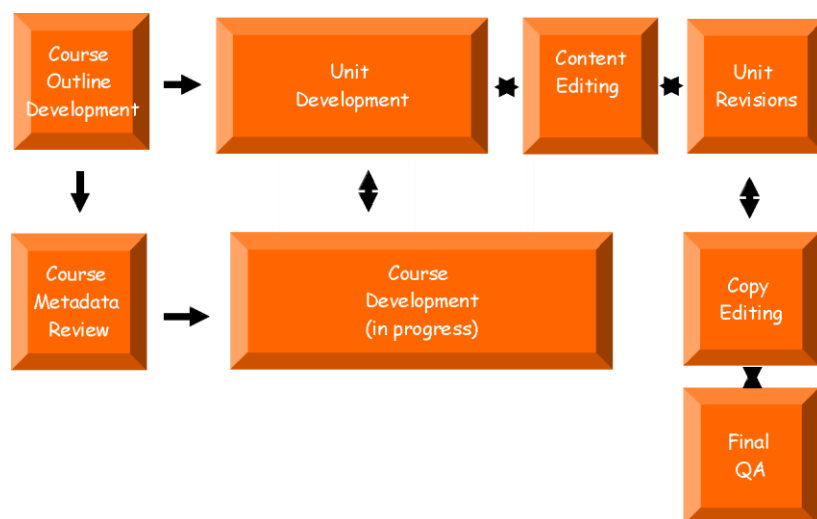 Course
Outline
Development
Unit
Development
Content
Editing
Unit
Revisions
Course
Metadata
Review
Course
Development
(in progress)
Copy
Editing
Final
QA